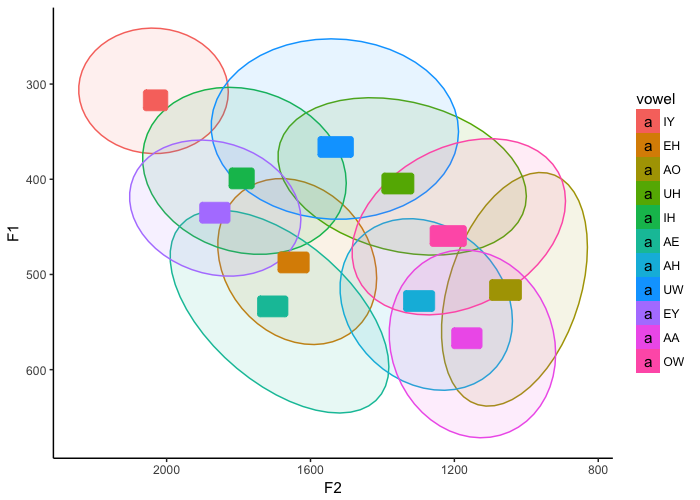 F1
300
400
500
600
2000
1600
1200
800
F2
vowel
a IY
a EH
a AO
a UH
a IH
a AE
a AH
a UW
a EY
a AA
a OW